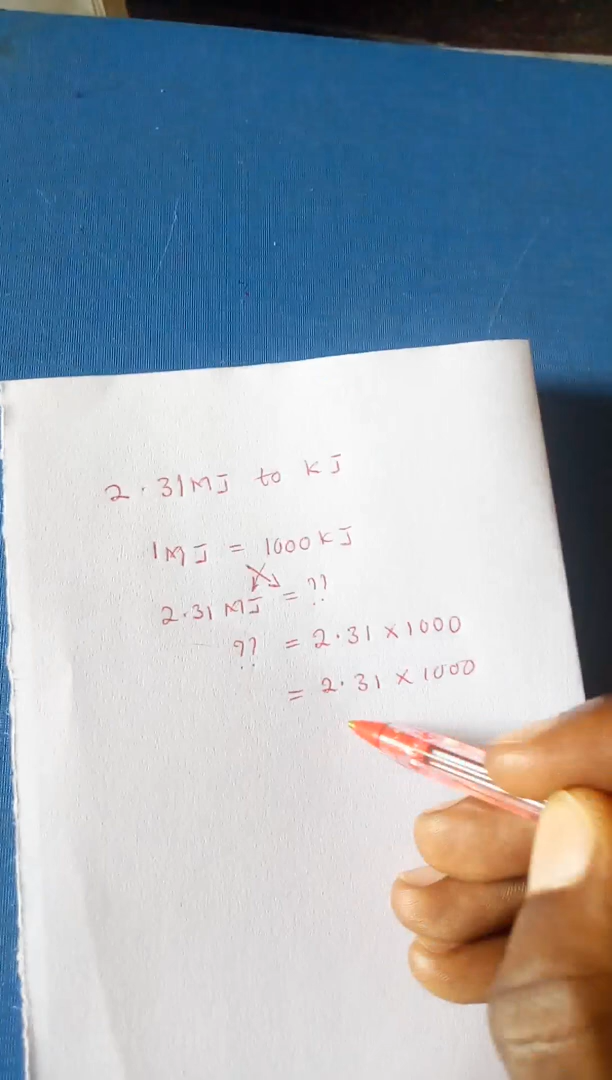 2.31MJ to KJ
1MJ = 1000KJ
2.31 MJ = ??
?? = 2.31 × 1000
= 2.31 × 1000